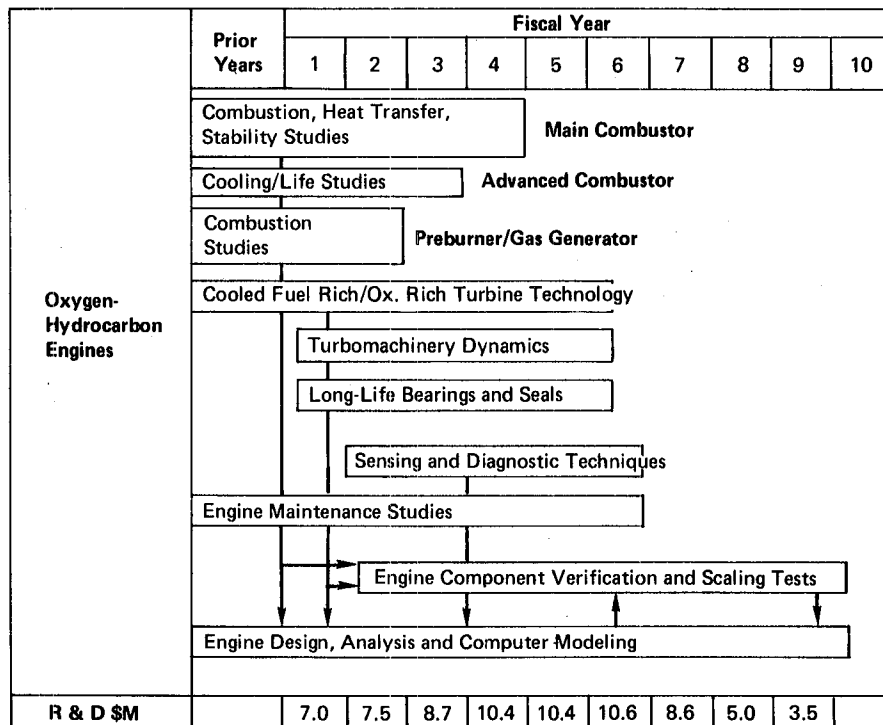 Fiscal Year
Prior
Years
1 2 3 4 5 6 7 8 9 10
Combustion, Heat Transfer,
Stability Studies
Main Combustor
Cooling/Life Studies
Advanced Combustor
Combustion
Studies
Preburner/Gas Generator
Cooled Fuel Rich/Ox. Rich Turbine Technology
Oxygen-
Hydrocarbon
Engines
Turbomachinery Dynamics
Long-Life Bearings and Seals
Sensing and Diagnostic Techniques
Engine Maintenance Studies
Engine Component Verification and Scaling Tests
Engine Design, Analysis and Computer Modeling
R & D $M 7.0 7.5 8.7 10.4 10.4 10.6 8.6 5.0 3.5